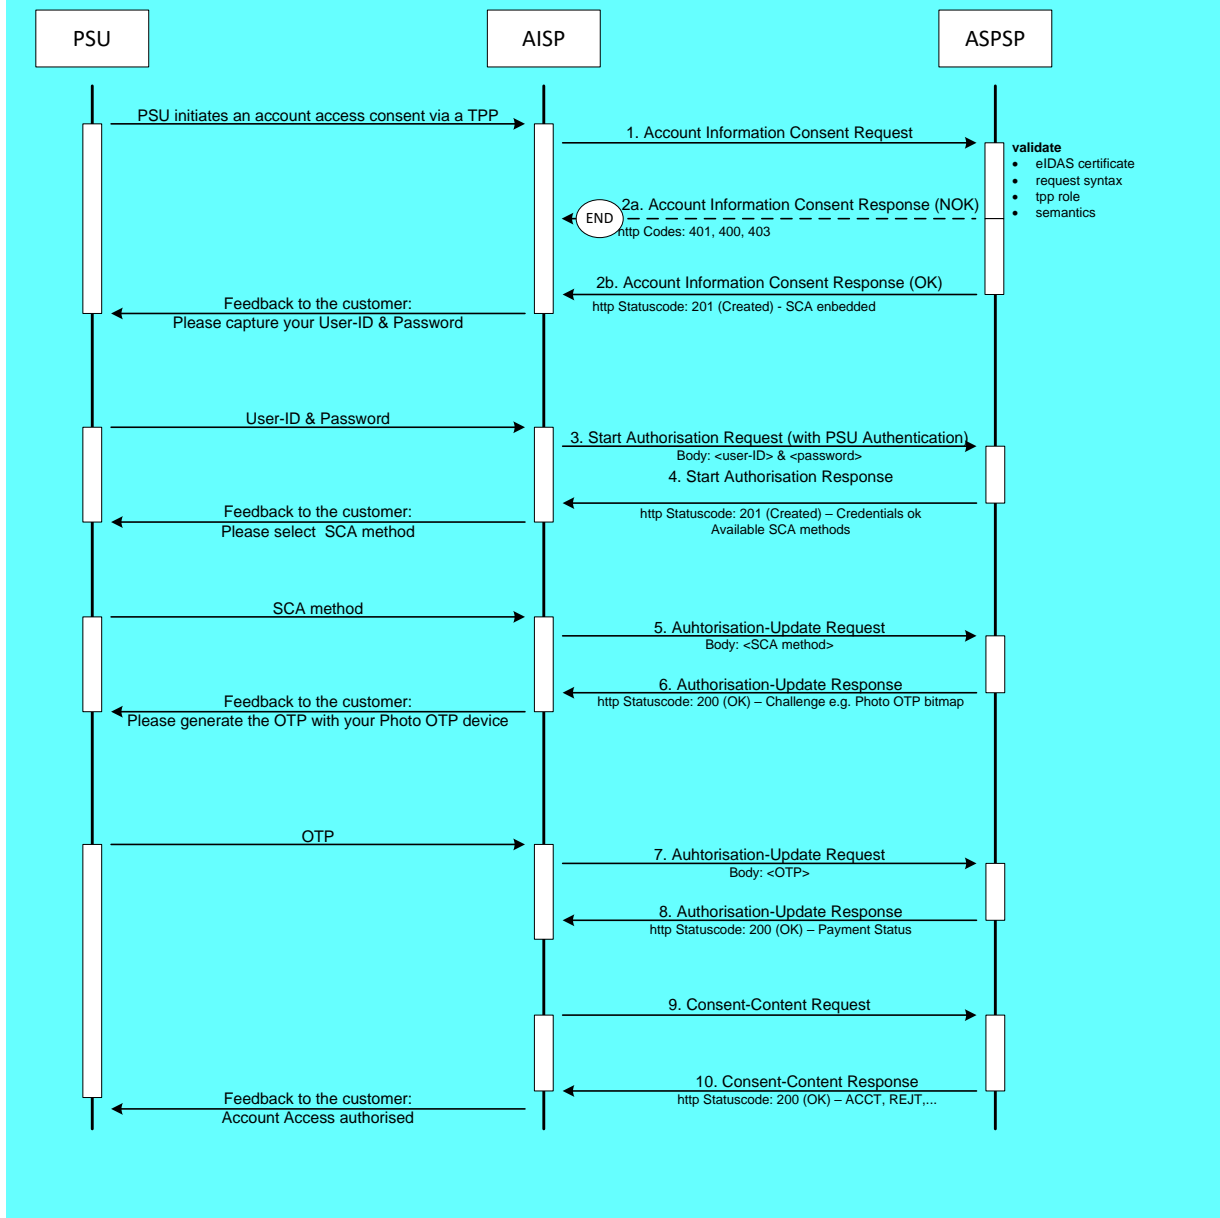 PSU
AISP
ASPSP
PSU initiates an account access consent via a TPP
1. Account Information Consent Request
validate
• eIDAS certificate
• request syntax
• tpp role
• semantics
2a. Account Information Consent Response (NOK)
END
http Codes: 401, 400, 403
2b. Account Information Consent Response (OK)
http Statuscode: 201 (Created) - SCA enbedded
Feedback to the customer:
Please capture your User-ID & Password
User-ID & Password
3. Start Authorisation Request (with PSU Authentication)
Body: <user-ID> & <password>
4. Start Authorisation Response
http Statuscode: 201 (Created) – Credentials ok
Available SCA methods
Feedback to the customer:
Please select  SCA method
SCA method
5. Auhtorisation-Update Request
Body: <SCA method>
6. Authorisation-Update Response
http Statuscode: 200 (OK) – Challenge e.g. Photo OTP bitmap
Feedback to the customer:
Please generate the OTP with your Photo OTP device
OTP
7. Auhtorisation-Update Request
Body: <OTP>
8. Authorisation-Update Response
http Statuscode: 200 (OK) – Payment Status
9. Consent-Content Request
10. Consent-Content Response
http Statuscode: 200 (OK) – ACCT, REJT,...
Feedback to the customer:
Account Access authorised